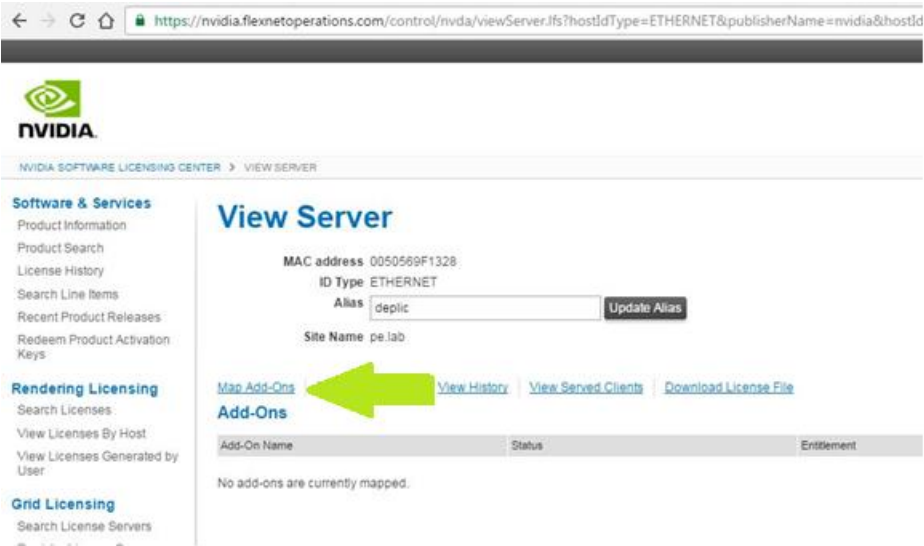 https://nvidia.flexnetoperations.com/control/nvda/viewServer.lfs?hostIdType=ETHERNET&publisherName=nvidia&hostId
NVIDIA
NVIDIA SOFTWARE LICENSING CENTER > VIEW SERVER
Software & Services
Product Information
Product Search
License History
Search Line Items
Recent Product Releases
Redeem Product Activation
Keys
Rendering Licensing
Search Licenses
View Licenses By Host
View Licenses Generated by
User
Grid Licensing
Search License Servers
View Server
MAC address 0050569F1328
ID Type ETHERNET
Alias deplic Update Alias
Site Name pe.lab
Map Add-Ons View History View Served Clients Download License File
Add-Ons
Add-On Name Status Entitlement
No add-ons are currently mapped.